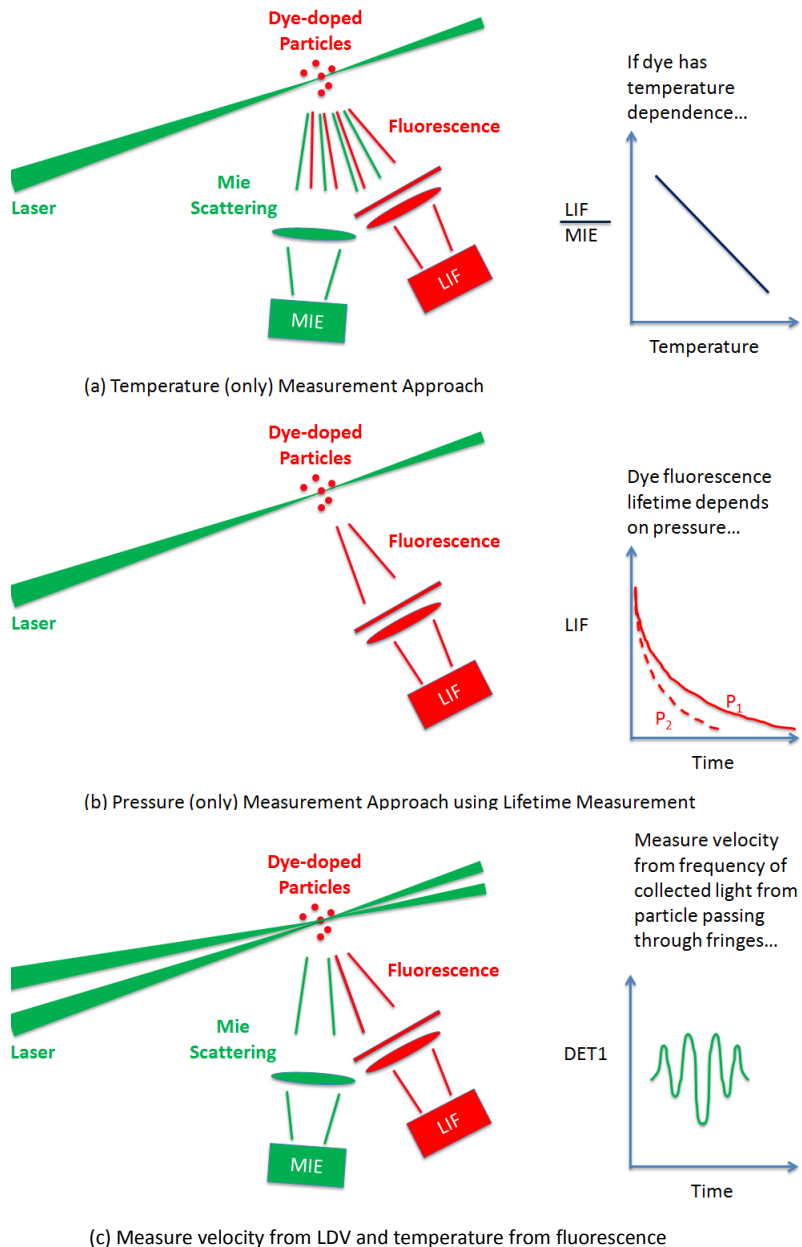 Dye-doped
Particles
Fluorescence
Mie
Scattering
Laser
LIF
MIE
If dye has
temperature
dependence…
LIF
MIE
Temperature
(a) Temperature (only) Measurement Approach
Dye-doped
Particles
Fluorescence
Laser
LIF
Dye fluorescence
lifetime depends
on pressure…
LIF
P1
P2
Time
(b) Pressure (only) Measurement Approach using Lifetime Measurement
Dye-doped
Particles
Fluorescence
Mie
Scattering
Laser
LIF
MIE
Measure velocity
from frequency of
collected light from
particle passing
through fringes…
DET1
Time
(c) Measure velocity from LDV and temperature from fluorescence